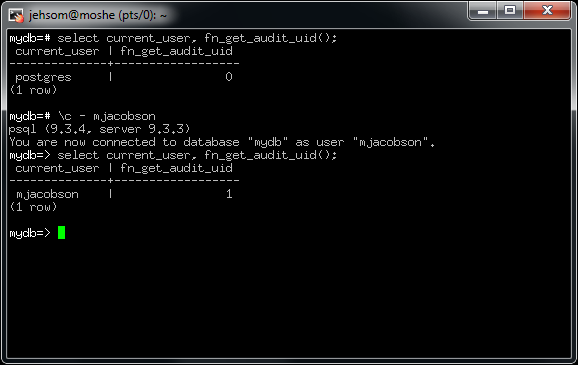 jehsom@moshe (pts/0): ~
mydb=# select current_user, fn_get_audit_uid();
 current_user | fn_get_audit_uid
--------------+------------------
 postgres     |                0
(1 row)

mydb=# \c - mjacobson
psql (9.3.4, server 9.3.3)
You are now connected to database "mydb" as user "mjacobson".
mydb=> select current_user, fn_get_audit_uid();
 current_user | fn_get_audit_uid
--------------+------------------
 mjacobson    |                1
(1 row)

mydb=>